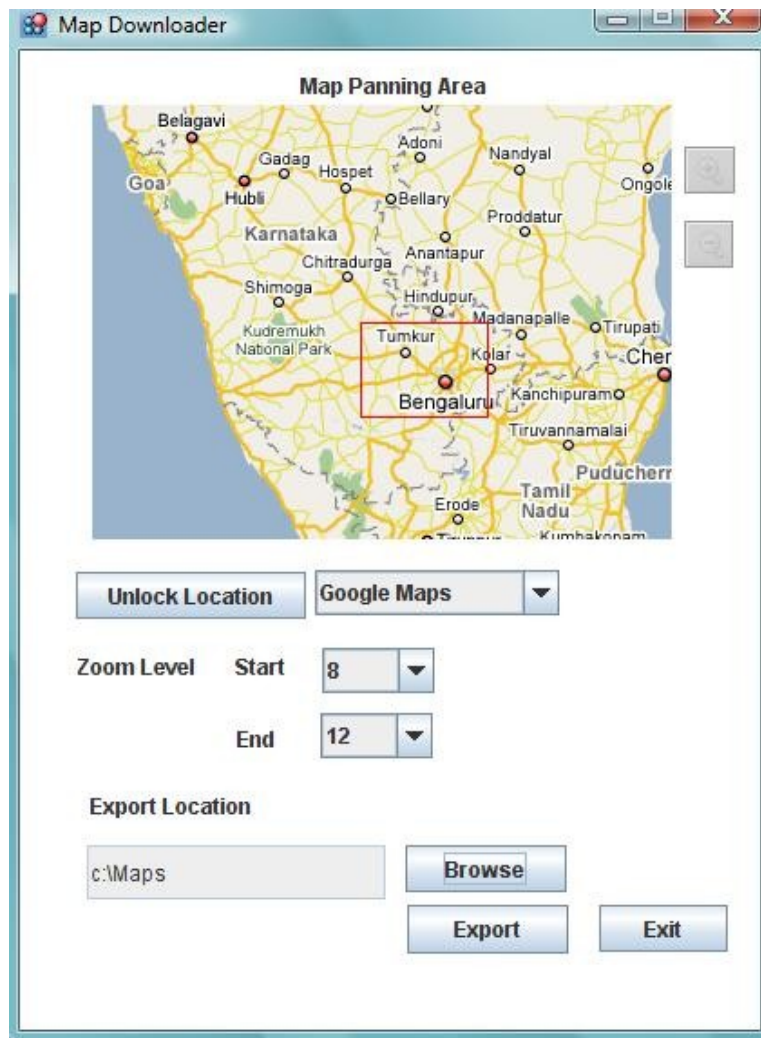 Map Downloader
Map Panning Area
Belagavi
Adoni
Gadag
Nandyal
Hospet
Goa
Hubli
Bellary
Ongole
Proddatur
Karnataka
Anantapur
Chitradurga
Shimoga
Hindupur
Madanapalle
Kudremukh
National Park
Tumkur
Tirupati
Kolar
Cher
Bengaluru
Kanchipuram
Tiruvannamalai
Puducherr
Tamil
Nadu
Erode
Kumbakonam
Unlock Location
Google Maps
Zoom Level Start 8
End 12
Export Location
c:\Maps
Browse
Export Exit